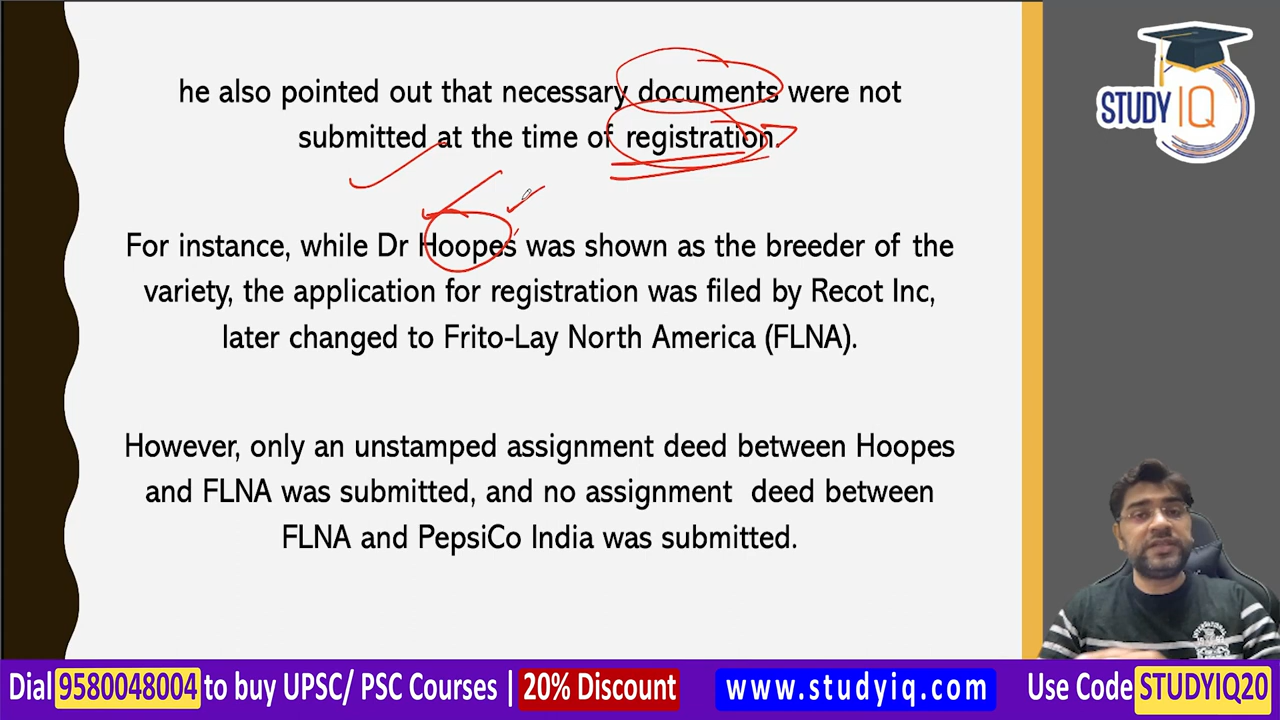 he also pointed out that necessary documents were not
submitted at the time of registration.
For instance, while Dr Hoopes was shown as the breeder of the
variety, the application for registration was filed by Recot Inc,
later changed to Frito-Lay North America (FLNA).
However, only an unstamped assignment deed between Hoopes
and FLNA was submitted, and no assignment deed between
FLNA and PepsiCo India was submitted.
STUDY IQ
Dial 9580048004 to buy UPSC/ PSC Courses | 20% Discount www.studyiq.com Use Code STUDYIQ20